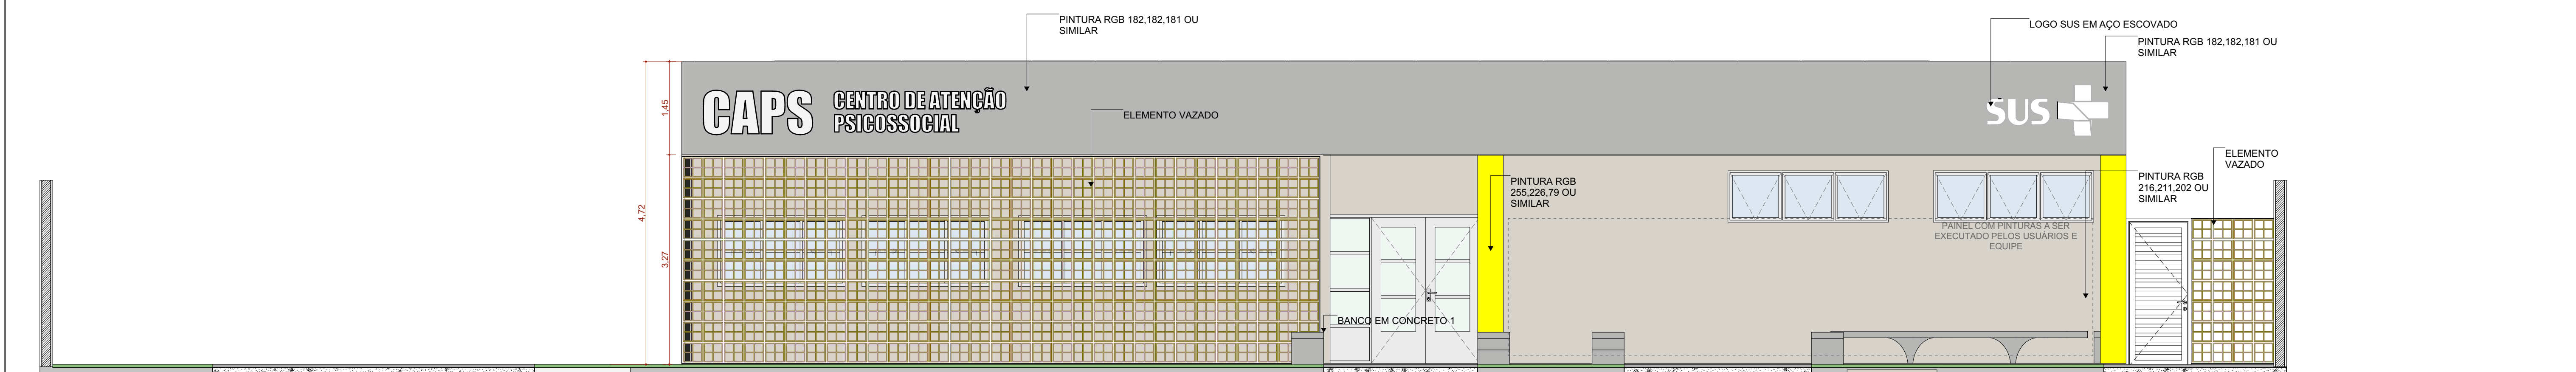 PINTURA RGB 182,182,181 OU
SIMILAR
LOGO SUS EM AÇO ESCOVADO
PINTURA RGB 182,182,181 OU
SIMILAR
CAPS
CENTRO DE ATENÇÃO
PSICOSSOCIAL
ELEMENTO VAZADO
SUS
1,45
4,72
3,27
ELEMENTO
VAZADO
PINTURA RGB
255,226,79 OU
SIMILAR
PINTURA RGB
216,211,202 OU
SIMILAR
PAINEL COM PINTURAS A SER
EXECUTADO PELOS USUÁRIOS E
EQUIPE
BANCO EM CONCRETO 1